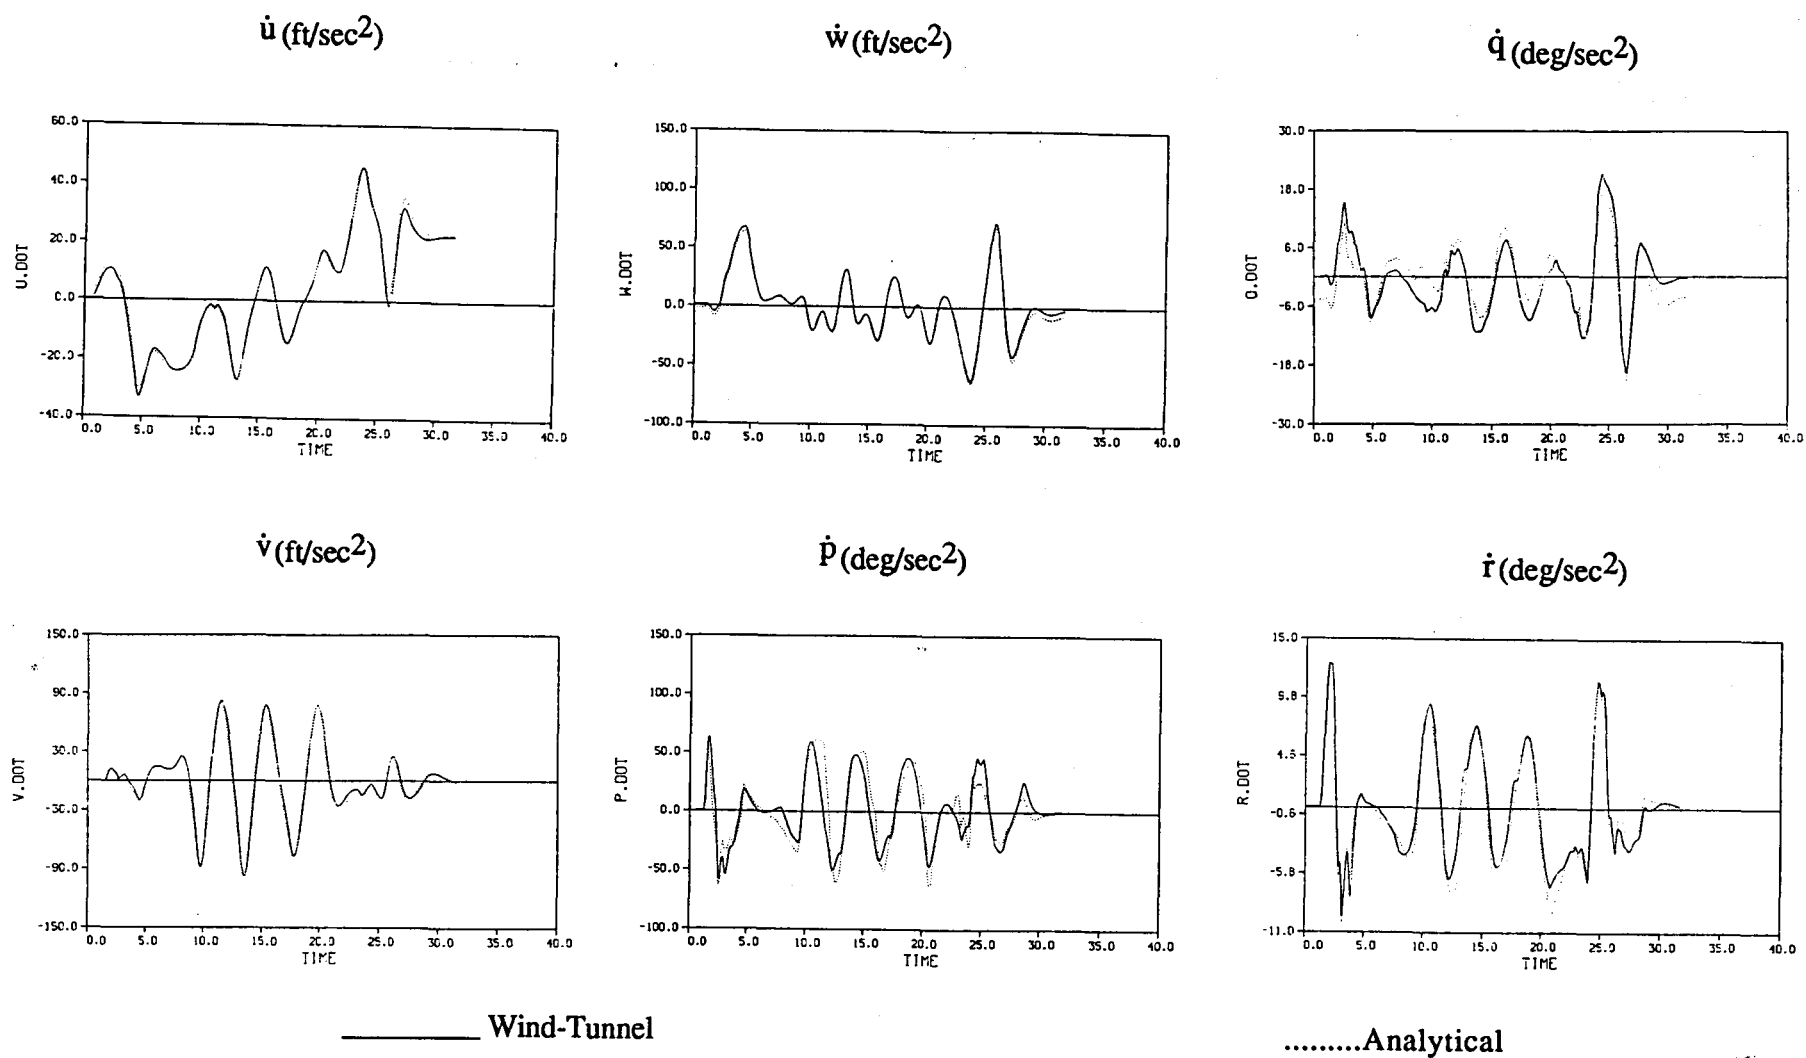 u̇ (ft/sec2)
60.0
40.0
20.0
0.0
-20.0
-40.0
U.DOT
0.0 5.0 10.0 15.0 20.0 25.0 30.0 35.0 40.0
TIME
ẇ (ft/sec2)
150.0
100.0
50.0
0.0
-50.0
-100.0
W.DOT
0.0 5.0 10.0 15.0 20.0 25.0 30.0 35.0 40.0
TIME
q̇ (deg/sec2)
30.0
18.0
6.0
-6.0
-18.0
-30.0
Q.DOT
0.0 5.0 10.0 15.0 20.0 25.0 30.0 35.0 40.0
TIME
v̇ (ft/sec2)
150.0
90.0
30.0
-30.0
-90.0
-150.0
V.DOT
0.0 5.0 10.0 15.0 20.0 25.0 30.0 35.0 40.0
TIME
ṗ (deg/sec2)
150.0
100.0
50.0
0.0
-50.0
-100.0
P.DOT
0.0 5.0 10.0 15.0 20.0 25.0 30.0 35.0 40.0
TIME
ṙ (deg/sec2)
15.0
-0.6
-5.8
-11.0
R.DOT
0.0 5.0 10.0 15.0 20.0 25.0 30.0 35.0 40.0
TIME
Wind-Tunnel
.........Analytical